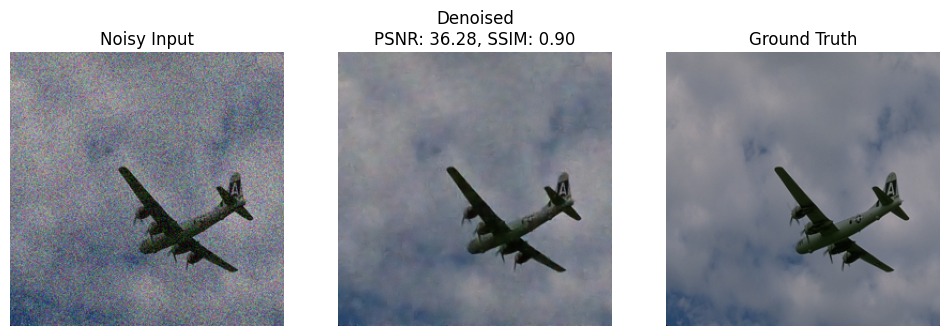 Noisy Input
Denoised
PSNR: 36.28, SSIM: 0.90
Ground Truth
A
A
A